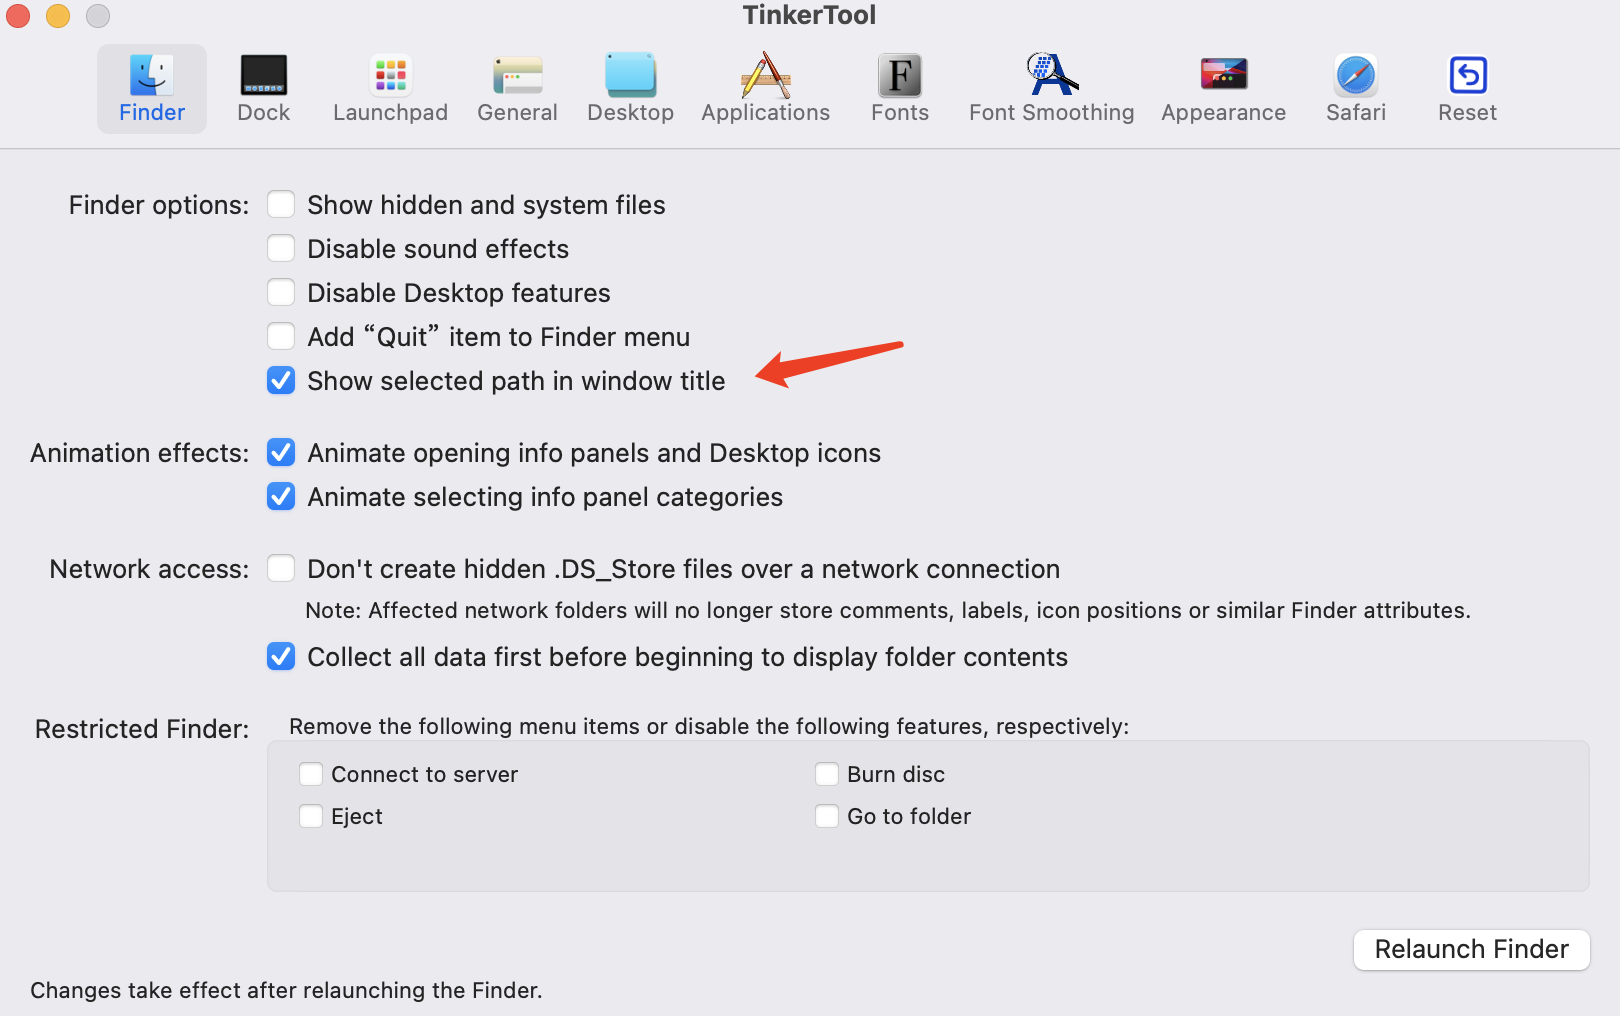 TinkerTool
Finder Dock Launchpad General Desktop Applications Fonts Font Smoothing Appearance Safari Reset
Finder options: Show hidden and system files
Disable sound effects
Disable Desktop features
Add “Quit” item to Finder menu
Show selected path in window title
Animation effects: Animate opening info panels and Desktop icons
Animate selecting info panel categories
Network access: Don't create hidden .DS_Store files over a network connection
Note: Affected network folders will no longer store comments, labels, icon positions or similar Finder attributes.
Collect all data first before beginning to display folder contents
Restricted Finder: Remove the following menu items or disable the following features, respectively:
Connect to server Burn disc
Eject Go to folder
Relaunch Finder
Changes take effect after relaunching the Finder.